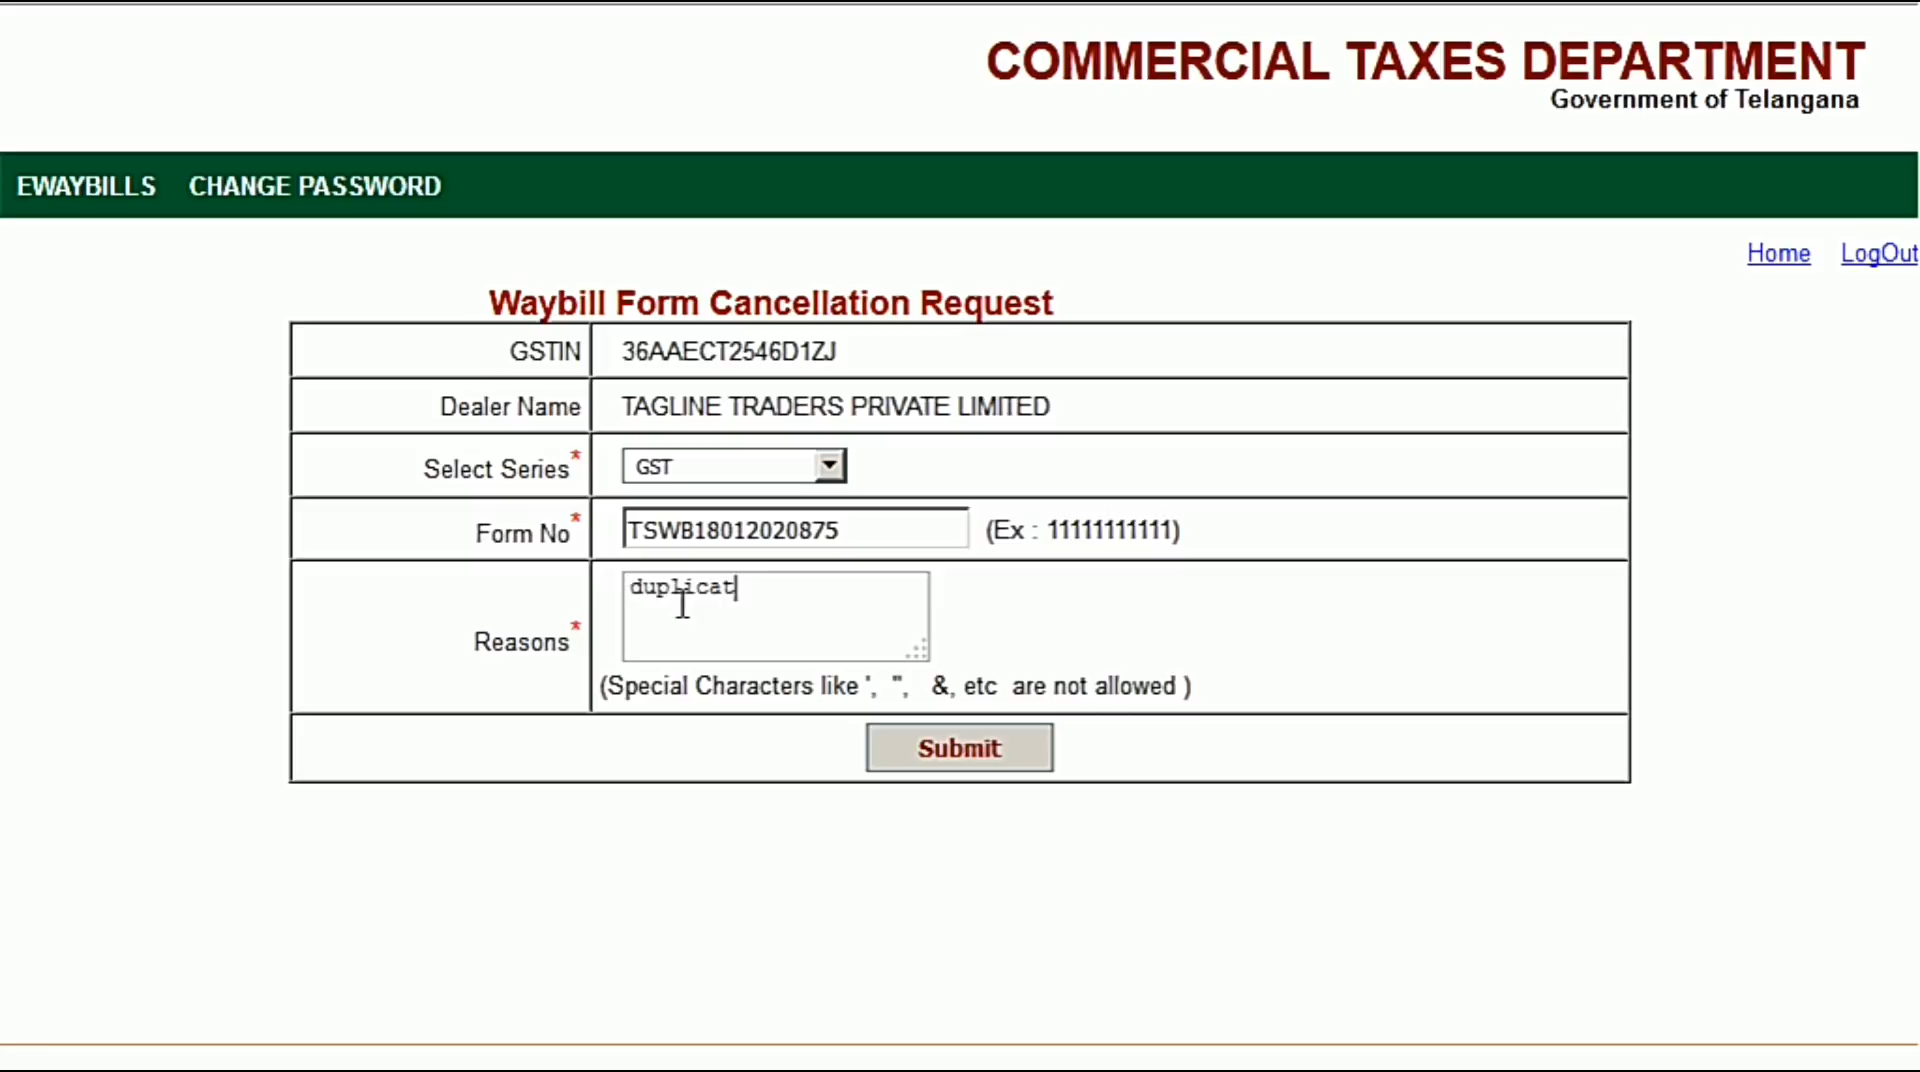 COMMERCIAL TAXES DEPARTMENT
Government of Telangana
EWAYBILLS CHANGE PASSWORD
Home LogOut
Waybill Form Cancellation Request
GSTIN 36AAECT2546D1ZJ
Dealer Name TAGLINE TRADERS PRIVATE LIMITED
Select Series* GST
Form No* TSWB18012020875 (Ex : 11111111111)
duplicat
Reasons*
(Special Characters like ', ", &, etc are not allowed )
Submit